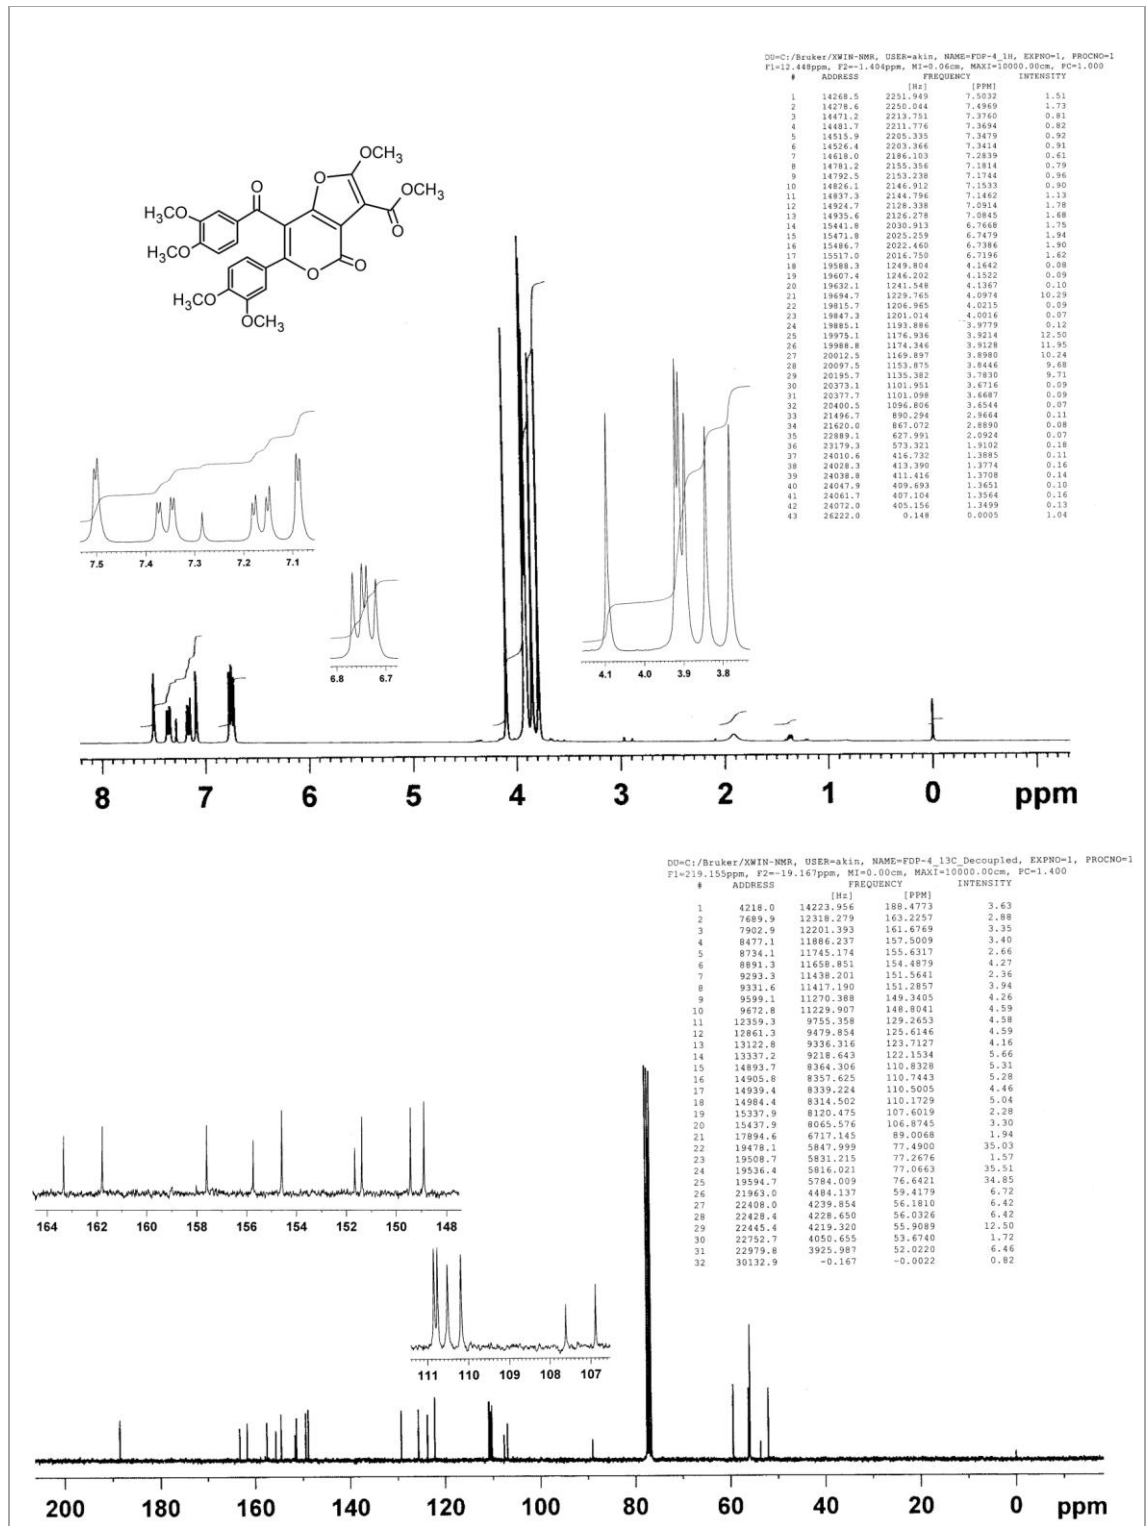 DU=C:/Bruker/XWIN-NMR, USER=akin, NAME=FDP-4_1H, EXPNO=1, PROCNO=1
F1=12.448ppm, F2=-1.404ppm, MI=0.06cm, MAXI=10000.00cm, PC=1.000
# ADDRESS FREQUENCY INTENSITY
[Hz] [PPM]
1 14268.5 2251.949 7.5032 1.51
2 14278.6 2250.044 7.4969 1.73
3 14471.2 2213.751 7.3760 0.81
4 14481.7 2211.776 7.3694 0.82
5 14515.9 2205.335 7.3479 0.92
6 14526.4 2203.366 7.3414 0.91
7 14618.0 2186.103 7.2839 0.61
8 14781.2 2155.356 7.1814 0.79
9 14792.5 2153.238 7.1744 0.96
10 14826.1 2146.912 7.1533 0.90
11 14837.3 2144.796 7.1462 1.13
12 14924.7 2128.338 7.0914 1.78
13 14935.6 2126.278 7.0845 1.68
14 15441.8 2030.913 6.7668 1.75
15 15471.8 2025.259 6.7479 1.94
16 15486.7 2022.460 6.7386 1.90
17 15517.0 2016.750 6.7196 1.62
18 19588.3 1249.804 4.1642 0.08
19 19607.4 1246.202 4.1522 0.09
20 19632.1 1241.548 4.1367 0.10
21 19694.7 1229.765 4.0974 10.29
22 19815.7 1206.965 4.0215 0.09
23 19847.3 1201.014 4.0016 0.07
24 19885.1 1193.886 3.9779 0.12
25 19975.1 1176.936 3.9214 12.50
26 19988.8 1174.346 3.9128 11.95
27 20012.5 1169.897 3.8980 10.24
28 20097.5 1153.875 3.8446 9.68
29 20195.7 1135.382 3.7830 9.71
30 20373.1 1101.951 3.6716 0.09
31 20377.7 1101.098 3.6687 0.09
32 20400.5 1096.806 3.6544 0.07
33 21496.7 890.294 2.9664 0.11
34 21620.0 867.072 2.8890 0.08
35 22889.1 627.991 2.0924 0.07
36 23179.3 573.321 1.9102 0.18
37 24010.6 416.732 1.3885 0.11
38 24028.3 413.390 1.3774 0.16
39 24038.8 411.416 1.3708 0.14
40 24047.9 409.693 1.3651 0.10
41 24061.7 407.104 1.3564 0.16
42 24072.0 405.156 1.3499 0.13
43 26222.0 0.148 0.0005 1.04
OCH3
O
O
OCH3
H3CO
O
H3CO
O
O
H3CO
OCH3
7.5 7.4 7.3 7.2 7.1
6.8 6.7
4.1 4.0 3.9 3.8
8 7 6 5 4 3 2 1 0 ppm
DU=C:/Bruker/XWIN-NMR, USER=akin, NAME=FDP-4_13C_Decoupled, EXPNO=1, PROCNO=1
F1=219.155ppm, F2=-19.167ppm, MI=0.00cm, MAXI=10000.00cm, PC=1.400
# ADDRESS FREQUENCY INTENSITY
[Hz] [PPM]
1 4218.0 14223.956 188.4773 3.63
2 7689.9 12318.279 163.2257 2.88
3 7902.9 12201.393 161.6769 3.35
4 8477.1 11886.237 157.5009 3.40
5 8734.1 11745.174 155.6317 2.66
6 8891.3 11658.851 154.4879 4.27
7 9293.3 11438.201 151.5641 2.36
8 9331.6 11417.190 151.2857 3.94
9 9599.1 11270.388 149.3405 4.26
10 9672.8 11229.907 148.8041 4.59
11 12359.3 9755.358 129.2653 4.58
12 12861.3 9479.854 125.6146 4.59
13 13122.8 9336.316 123.7127 4.16
14 13337.2 9218.643 122.1534 5.66
15 14893.7 8364.306 110.8328 5.31
16 14905.8 8357.625 110.7443 5.28
17 14939.4 8339.224 110.5005 4.46
18 14984.4 8314.502 110.1729 5.04
19 15337.9 8120.475 107.6019 2.28
20 15437.9 8065.576 106.8745 3.30
21 17894.6 6717.145 89.0068 1.94
22 19478.1 5847.999 77.4900 35.03
23 19508.7 5831.215 77.2676 1.57
24 19536.4 5816.021 77.0663 35.51
25 19594.7 5784.009 76.6421 34.85
26 21963.0 4484.137 59.4179 6.72
27 22408.0 4239.854 56.1810 6.42
28 22428.4 4228.650 56.0326 6.42
29 22445.4 4219.320 55.9089 12.50
30 22752.7 4050.655 53.6740 1.72
31 22979.8 3925.987 52.0220 6.46
32 30132.9 -0.167 -0.0022 0.82
164 162 160 158 156 154 152 150 148
111 110 109 108 107
200 180 160 140 120 100 80 60 40 20 0 ppm